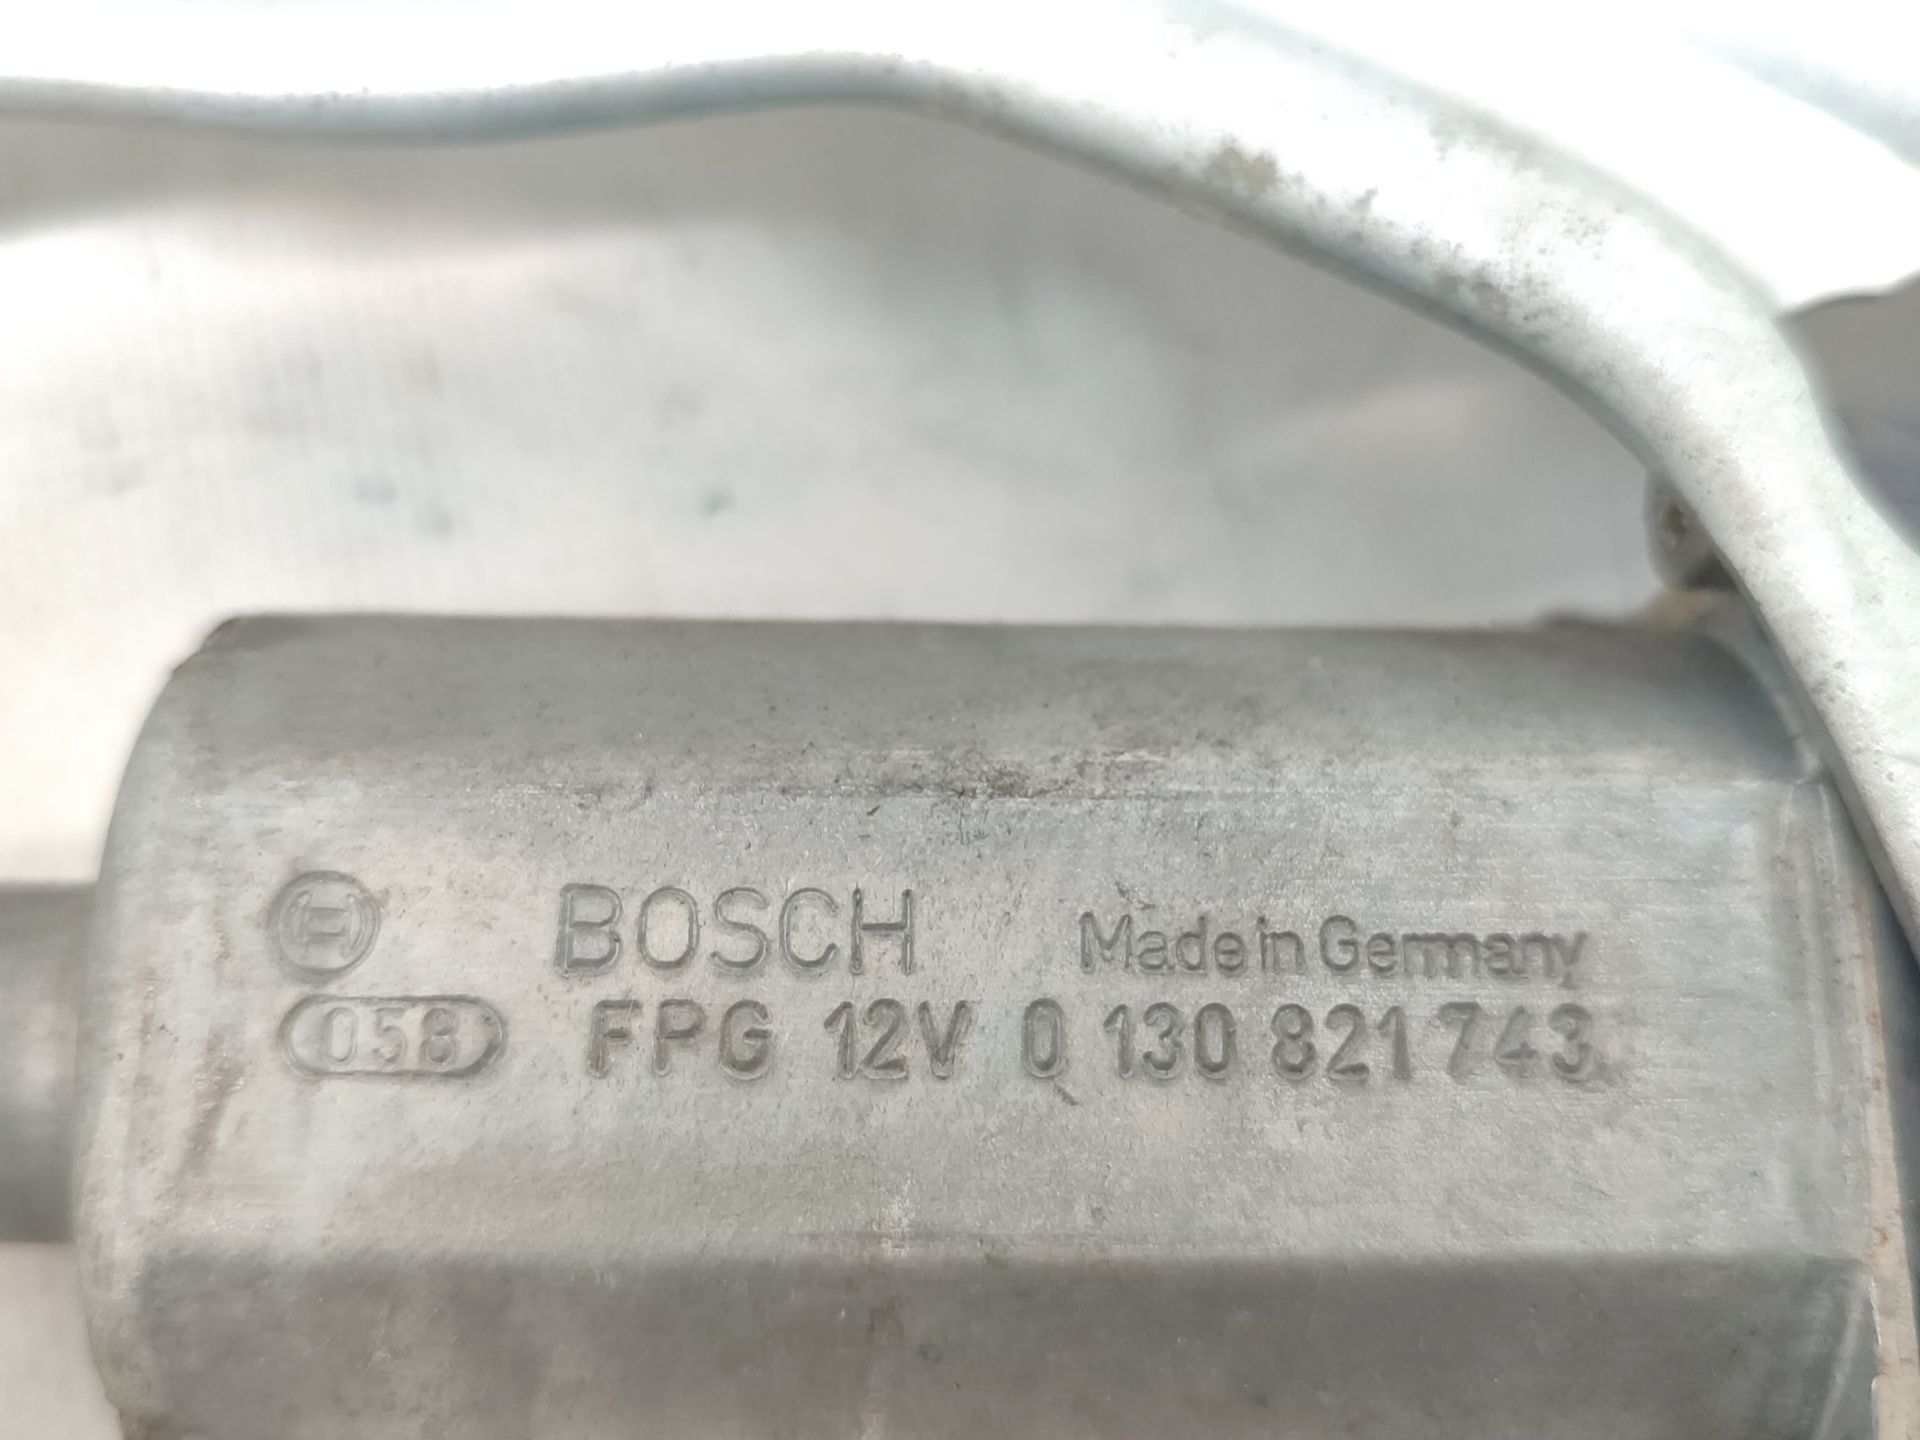 BOSCH Made in Germany
058 FPG 12V 0 130 821 743